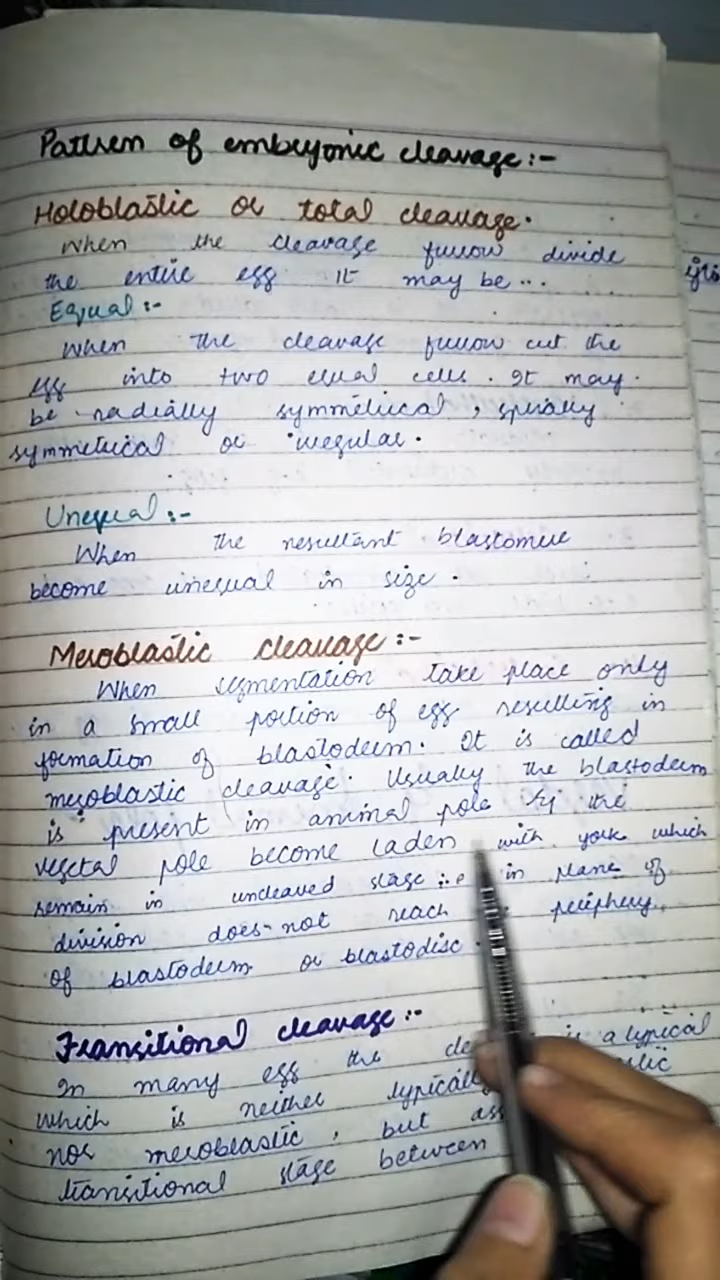 Pattren of embryonic cleavage:-
Holoblastic or total cleavage.
When the cleavage furrow divide
the entire egg it may be...
Equal:-
When the cleavage furrow cut the
egg into two equal cells. It may.
be radially symmetrical, spirally
symmetrical or irregular.
Unequal:-
When the resultant blastomere
become unequal in size.
Meroblastic cleavage:-
When segmentation take place only
in a small portion of egg resulting in
formation of blastoderm. It is called
meroblastic cleavage. Usually the blastoderm
is present in animal pole the
vegetal pole become laden with york which
remain in uncleaved stage i.e in plane of
division does-not reach periphery.
of blastoderm or blastodisc.
Transitional cleavage:-
In many egg the is atypical
which is neither typically
nor meroblastic, but
transitional stage between